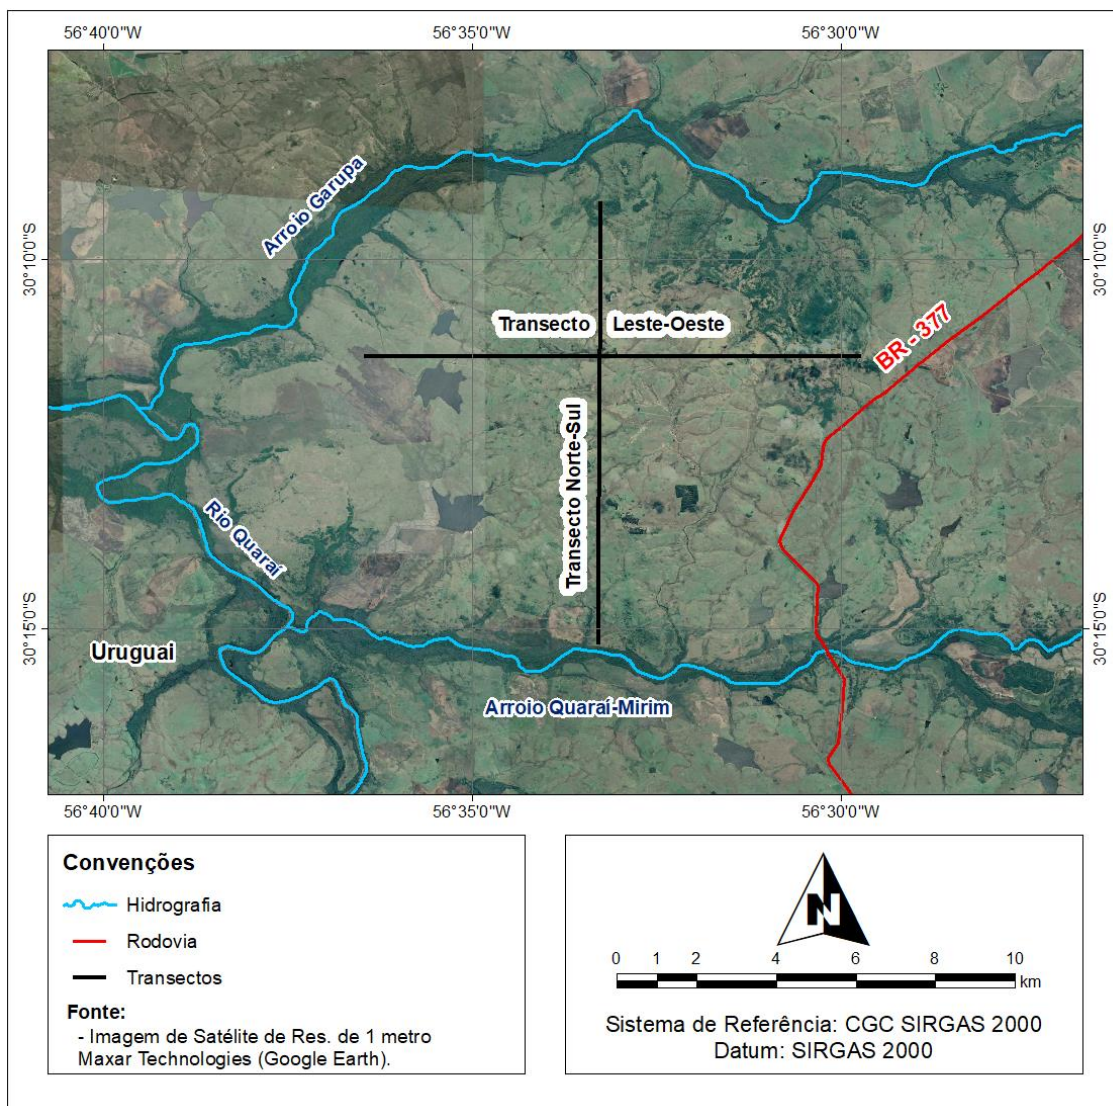 56°40'0"W 56°35'0"W 56°30'0"W
Arroio Garupa
30°10'0"S 30°10'0"S
Transecto Leste-Oeste
BR - 377
Transecto Norte-Sul
Rio Quaraí
30°15'0"S 30°15'0"S
Uruguai
Arroio Quaraí-Mirim
56°40'0"W 56°35'0"W 56°30'0"W
Convenções
Hidrografia
Rodovia
Transectos
Fonte:
- Imagem de Satélite de Res. de 1 metro
Maxar Technologies (Google Earth).
N
0 1 2 4 6 8 10
km
Sistema de Referência: CGC SIRGAS 2000
Datum: SIRGAS 2000